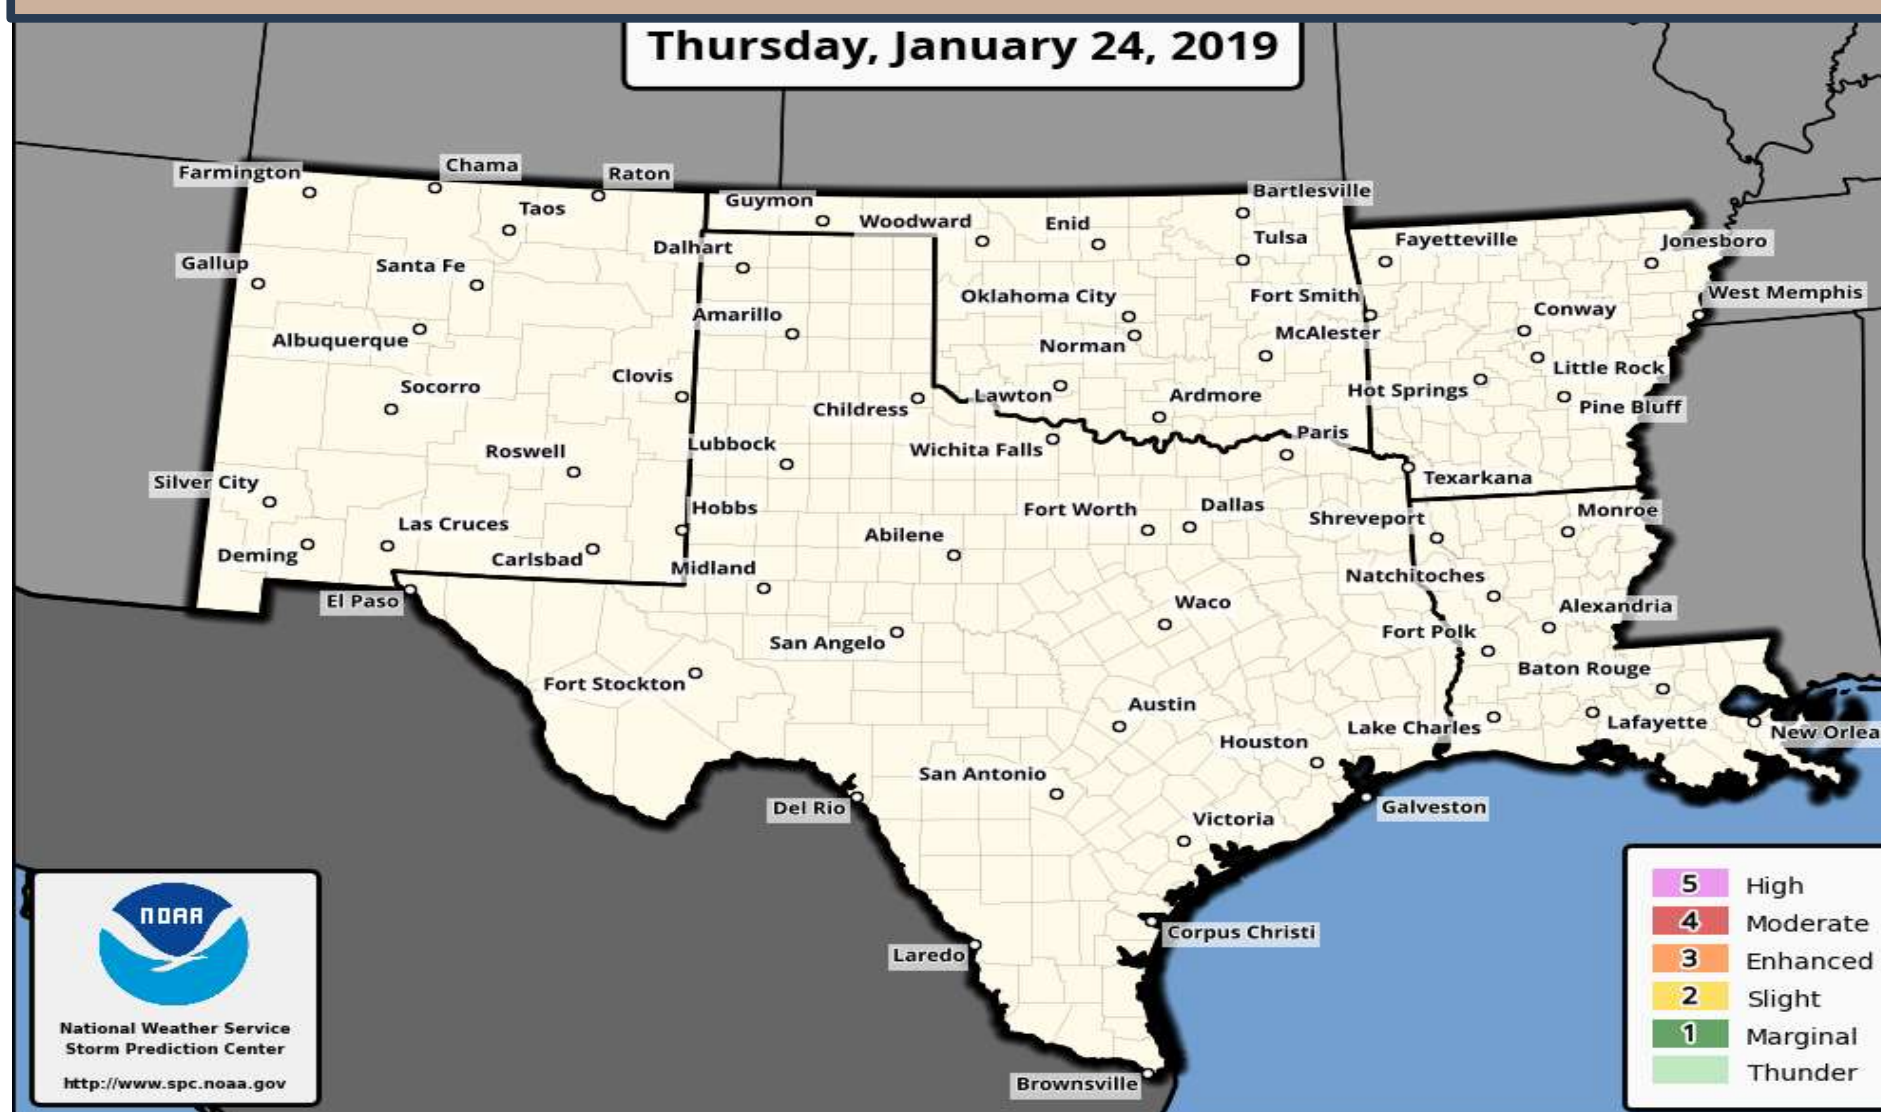 Thursday, January 24, 2019
Farmington
Chama
Raton
Taos
Guymon
Woodward
Enid
Bartlesville
Tulsa
Fayetteville
Jonesboro
Gallup
Santa Fe
Dalhart
Oklahoma City
Fort Smith
West Memphis
Amarillo
Conway
Albuquerque
Norman
McAlester
Little Rock
Socorro
Clovis
Childress
Lawton
Ardmore
Hot Springs
Pine Bluff
Roswell
Lubbock
Wichita Falls
Paris
Texarkana
Silver City
Hobbs
Fort Worth
Dallas
Shreveport
Monroe
Las Cruces
Deming
Carlsbad
Midland
Abilene
Natchitoches
El Paso
Waco
Alexandria
San Angelo
Fort Polk
Fort Stockton
Baton Rouge
Austin
Lake Charles
Lafayette
New Orlea
Houston
San Antonio
Del Rio
Galveston
Victoria
Corpus Christi
Laredo
Brownsville
NOAA
National Weather Service
Storm Prediction Center
http://www.spc.noaa.gov
5 High
4 Moderate
3 Enhanced
2 Slight
1 Marginal
Thunder